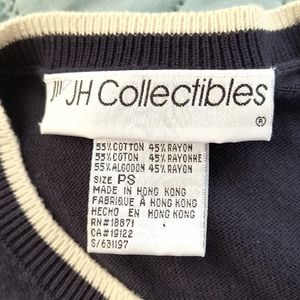 JH JH Collectibles
®
55% COTTON 45% RAYON
55% COTON 45% RAYONNE
55% ALGODON 45% RAYON
SIZE PS
MADE IN HONG KONG
FABRIQUE À HONG KONG
HECHO EN HONG KONG
RN#18871
CA#19122
S/631197